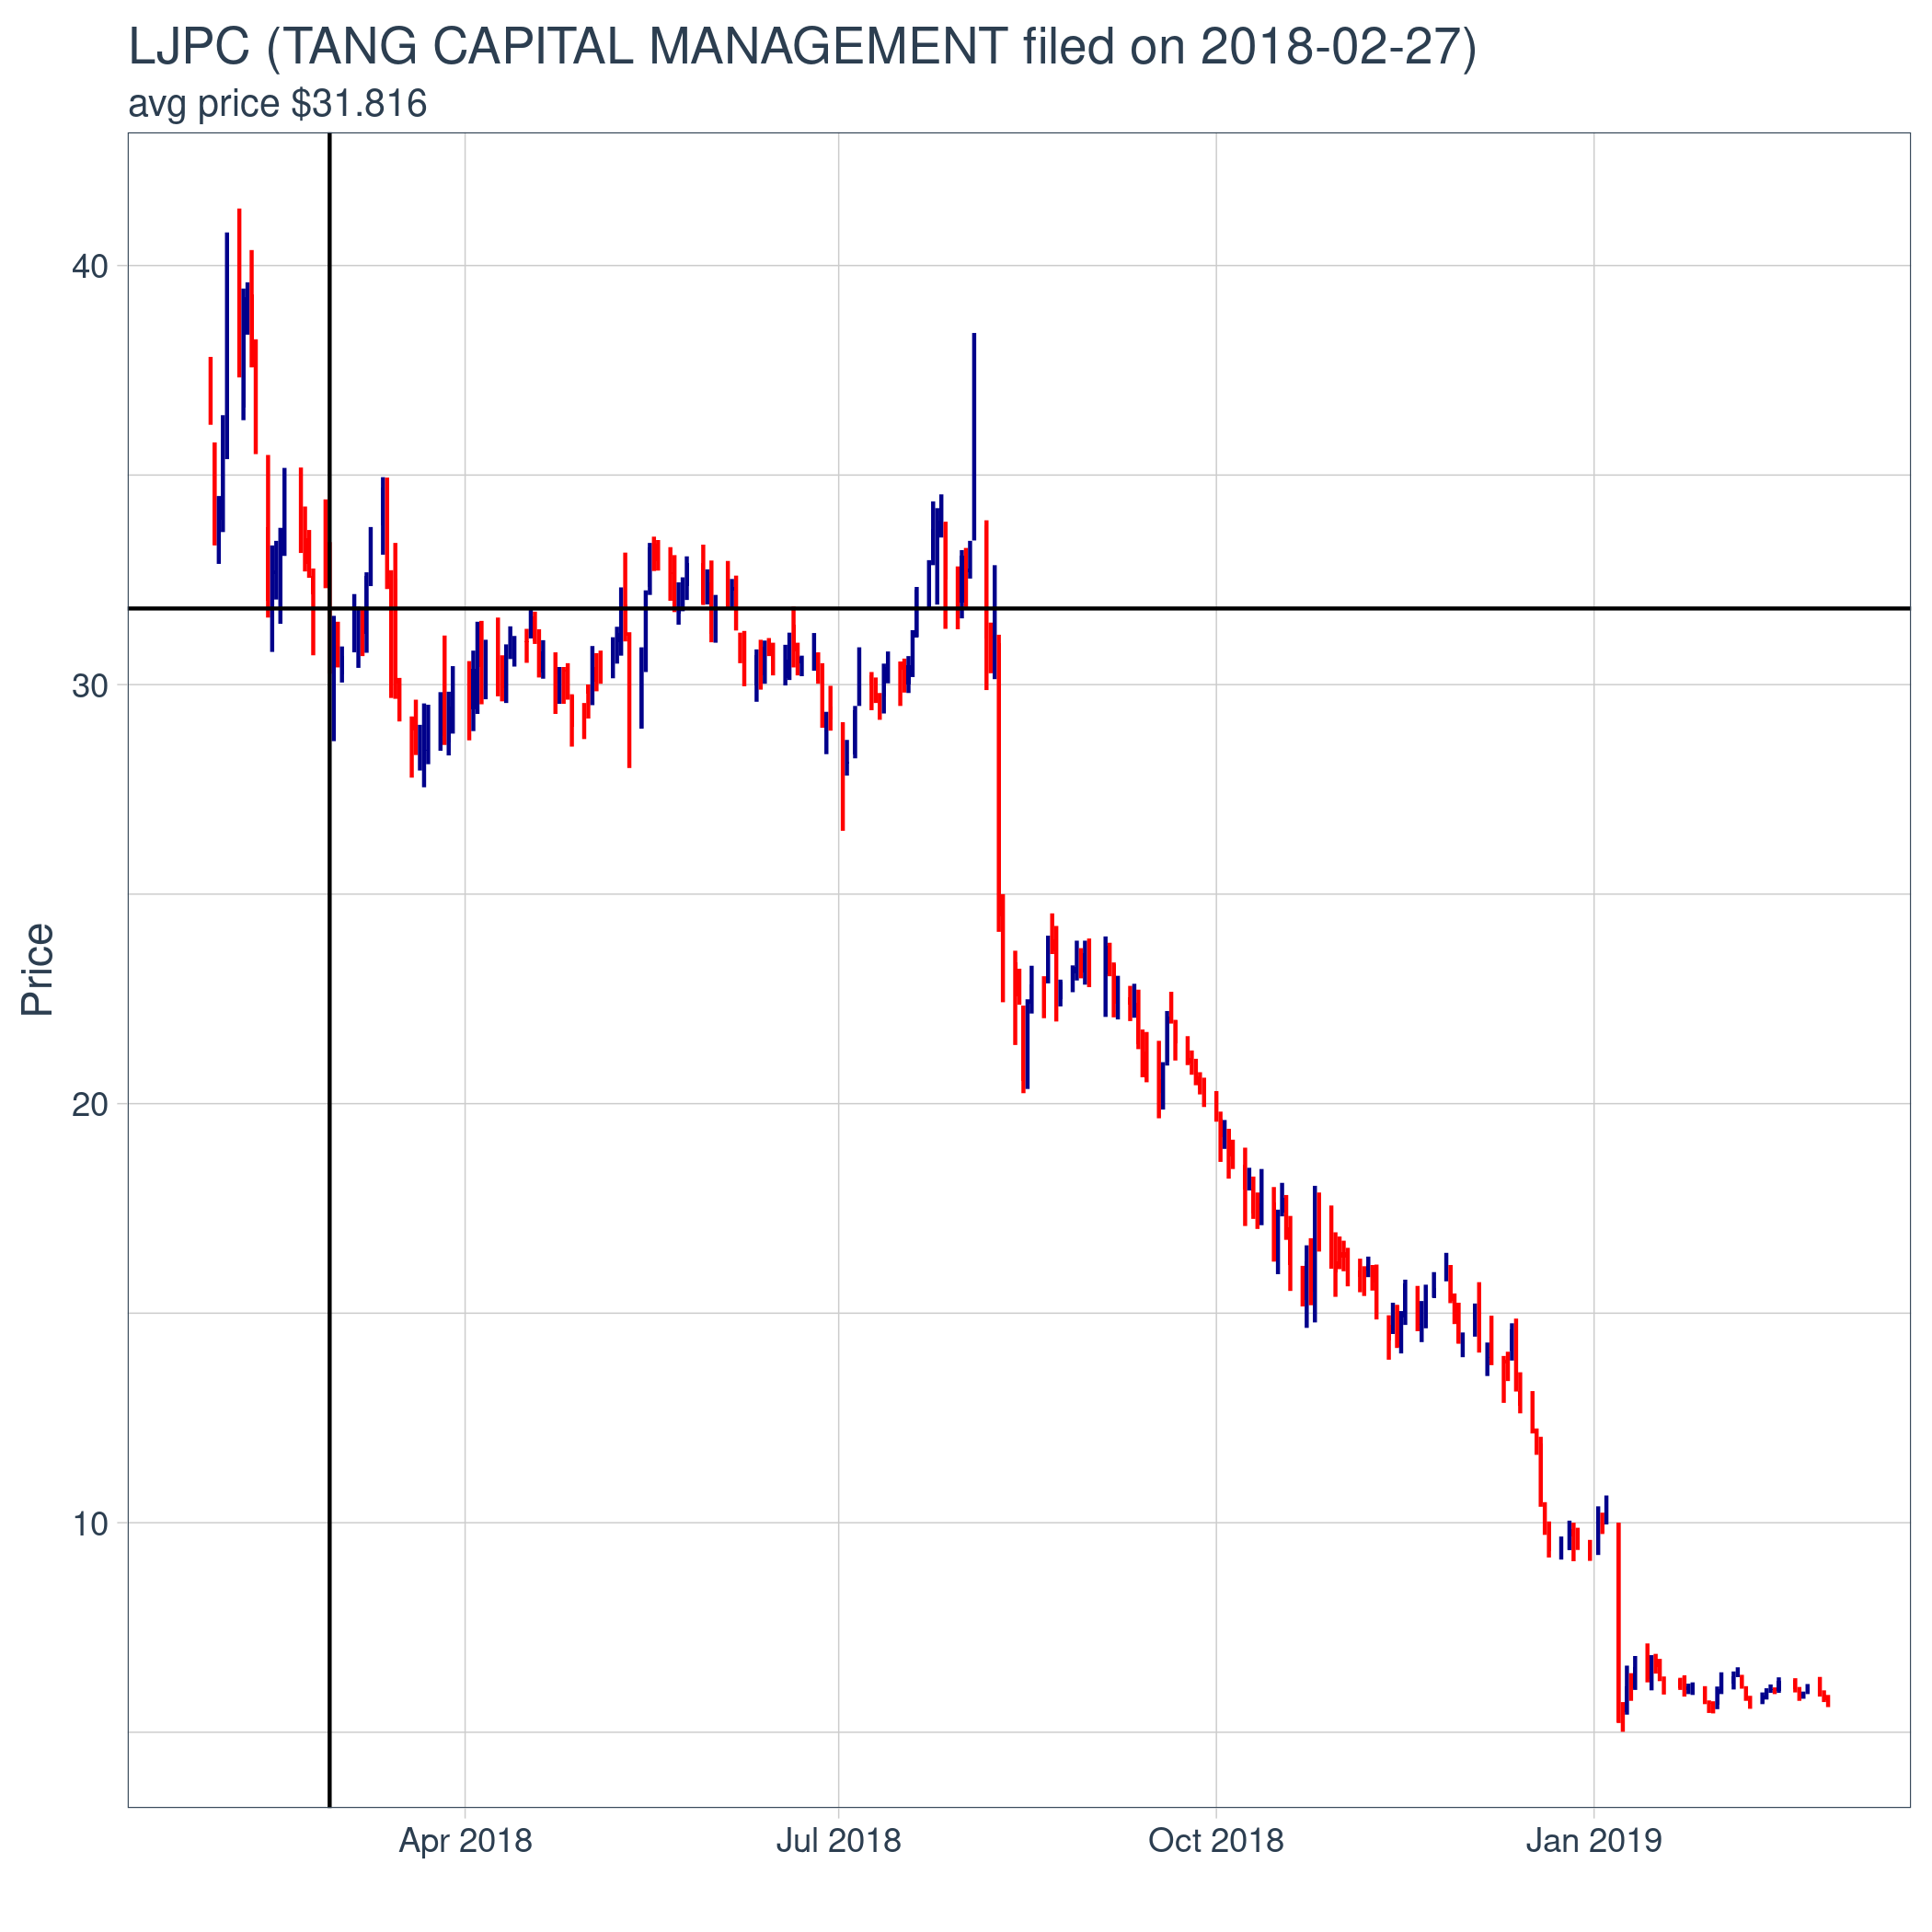 LJPC (TANG CAPITAL MANAGEMENT filed on 2018-02-27)
avg price $31.816
40
30
20
10
Price
Apr 2018
Jul 2018
Oct 2018
Jan 2019